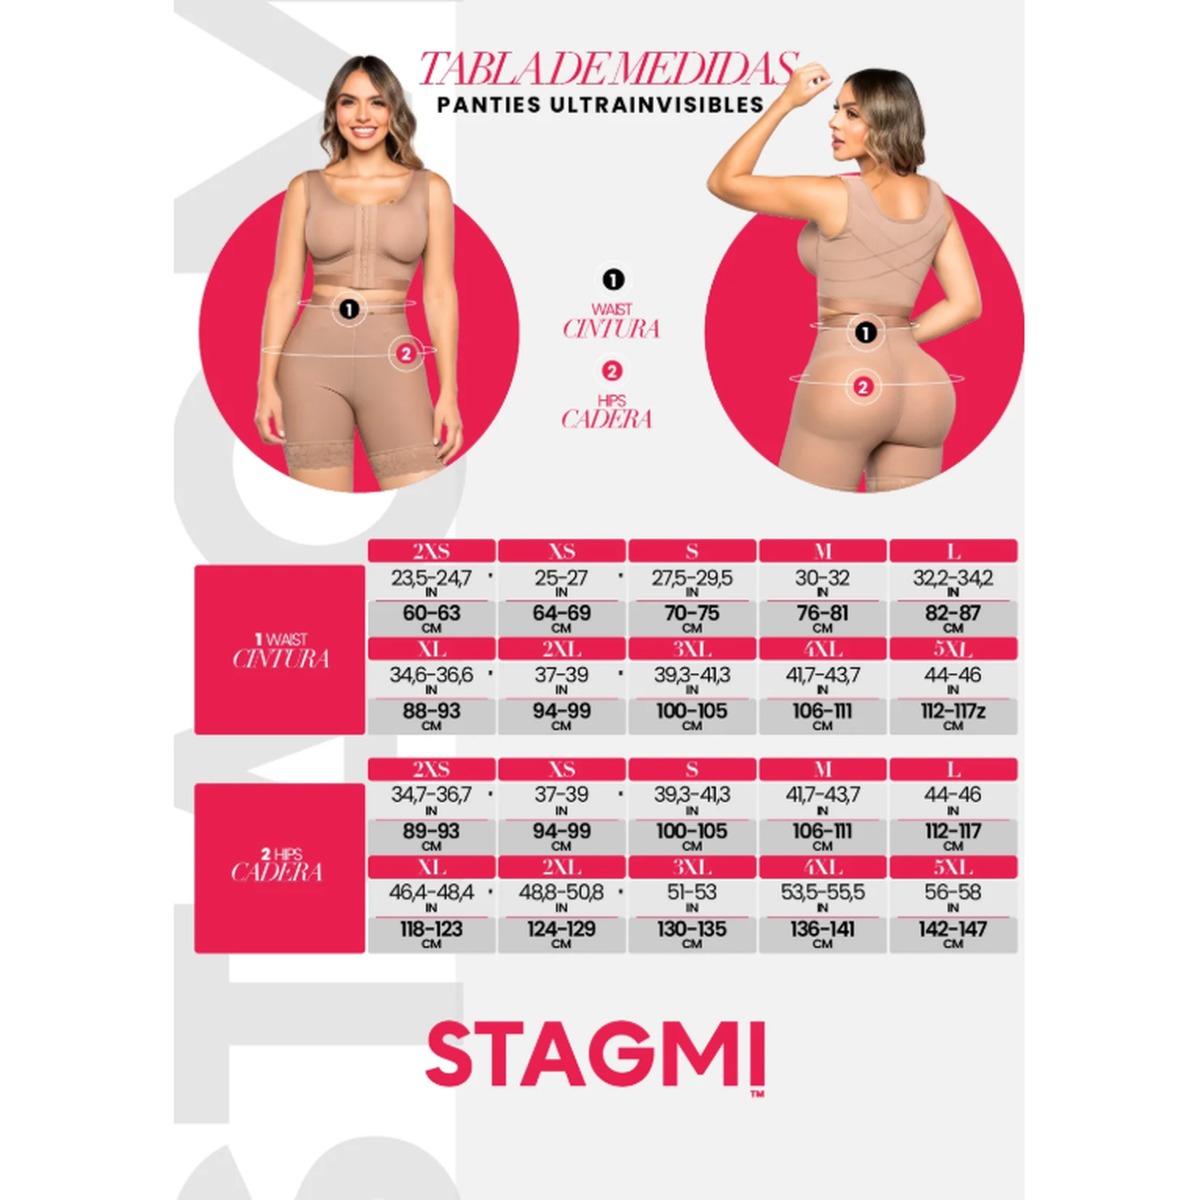 TABLA DE MEDIDAS
PANTIES ULTRAINVISIBLES
1
2
1
WAIST
CINTURA
2
HIPS
CADERA
1
2
2XS XS S M L
23,5-24,7 25-27 27,5-29,5 30-32 32,2-34,2
IN IN IN IN IN
60-63 64-69 70-75 76-81 82-87
CM CM CM CM CM
1 WAIST
CINTURA
XL 2XL 3XL 4XL 5XL
34,6-36,6 37-39 39,3-41,3 41,7-43,7 44-46
IN IN IN IN IN
88-93 94-99 100-105 106-111 112-117z
CM CM CM CM CM
2XS XS S M L
34,7-36,7 37-39 39,3-41,3 41,7-43,7 44-46
IN IN IN IN IN
89-93 94-99 100-105 106-111 112-117
CM CM CM CM CM
2 HIPS
CADERA
XL 2XL 3XL 4XL 5XL
46,4-48,4 48,8-50,8 51-53 53,5-55,5 56-58
IN IN IN IN IN
118-123 124-129 130-135 136-141 142-147
CM CM CM CM CM
STAGMI
TM